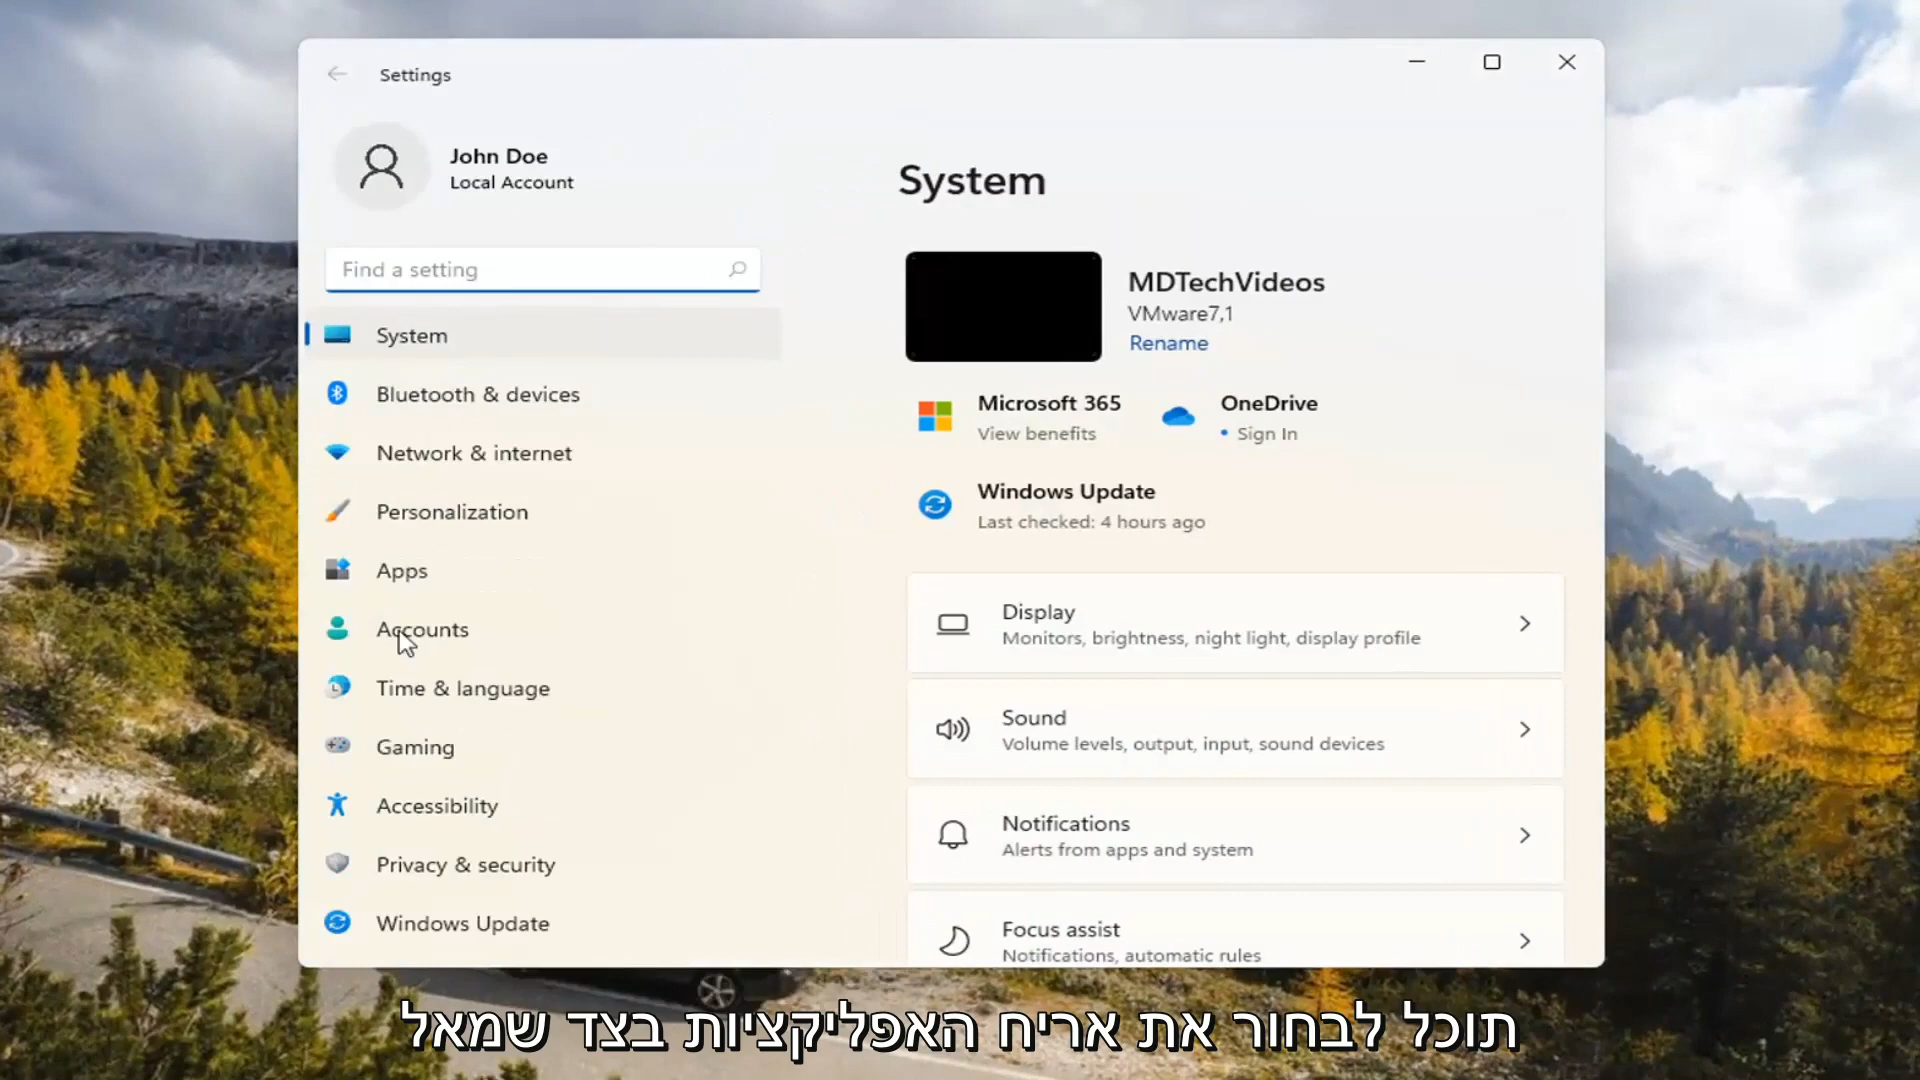 Settings
John Doe
Local Account
Find a setting
System
Bluetooth & devices
Network & internet
Personalization
Apps
Accounts
Time & language
Gaming
Accessibility
Privacy & security
Windows Update
System
MDTechVideos
VMware7,1
Rename
Microsoft 365
View benefits
OneDrive
• Sign In
Windows Update
Last checked: 4 hours ago
Display
Monitors, brightness, night light, display profile
Sound
Volume levels, output, input, sound devices
Notifications
Alerts from apps and system
Focus assist
Notifications, automatic rules
תוכל לבחור את אריח האפליקציות בצד שמאל